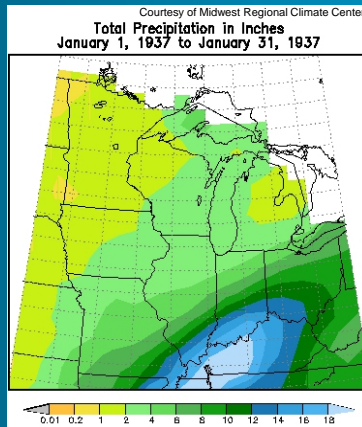 Courtesy of Midwest Regional Climate Center
Total Precipitation in Inches
January 1, 1937 to January 31, 1937
0.01 0.2 1 2 4 6 8 10 12 14 16 18